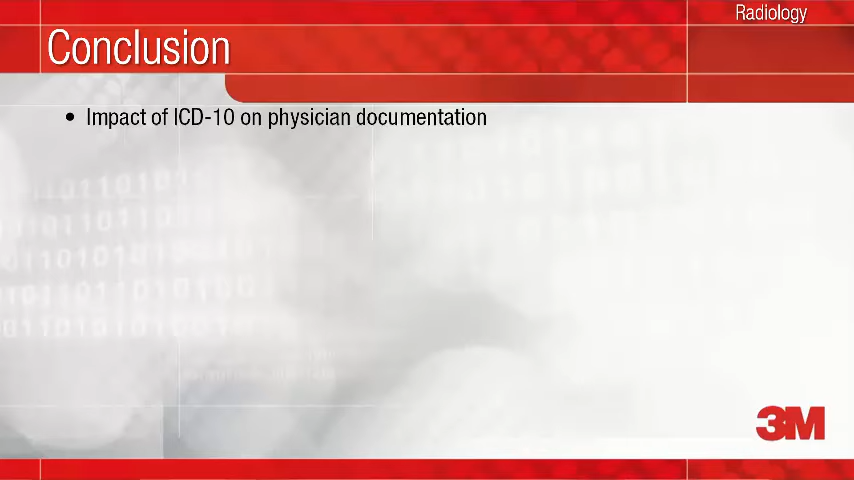 Radiology
Conclusion
• Impact of ICD-10 on physician documentation
3M